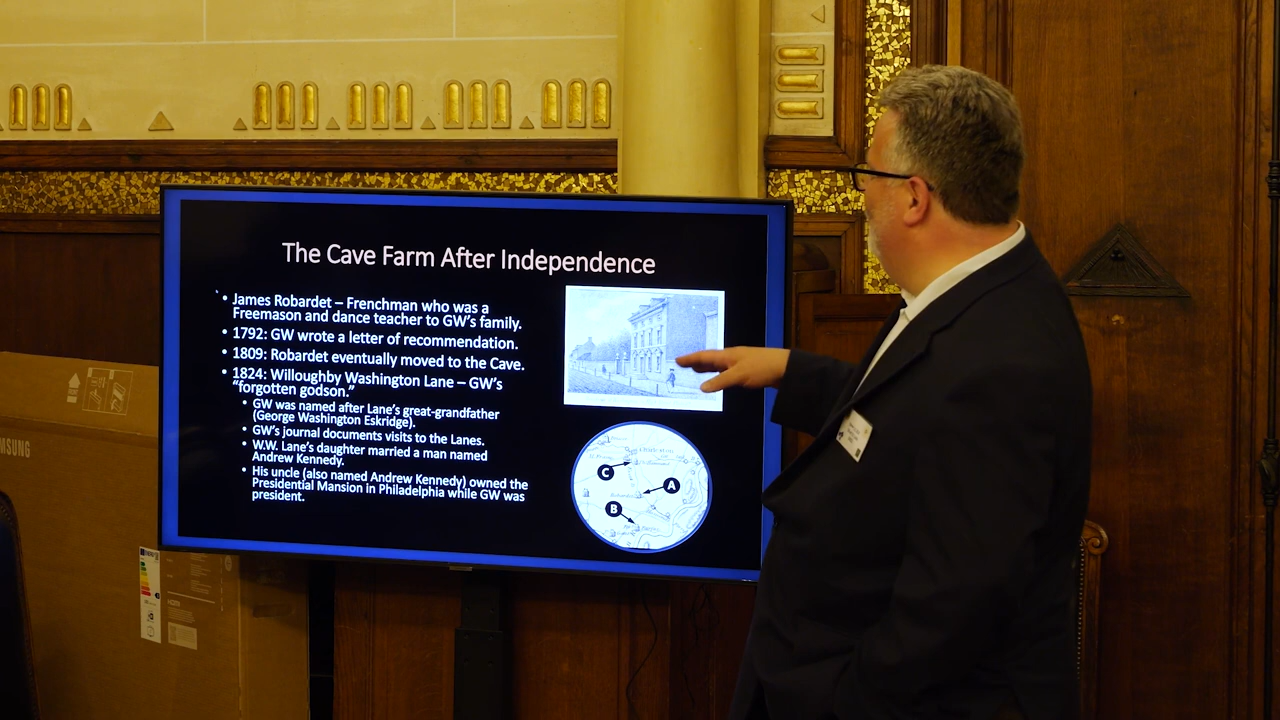 The Cave Farm After Independence
• James Robardet – Frenchman who was a
Freemason and dance teacher to GW's family.
• 1792: GW wrote a letter of recommendation.
• 1809: Robardet eventually moved to the Cave.
• 1824: Willoughby Washington Lane – GW's
"forgotten godson."
• GW was named after Lane's great-grandfather
(George Washington Eskridge).
• GW's journal documents visits to the Lanes.
• W.W. Lane's daughter married a man named
Andrew Kennedy.
• His uncle (also named Andrew Kennedy) owned the
Presidential Mansion in Philadelphia while GW was
president.
C
A
B
MSUNG